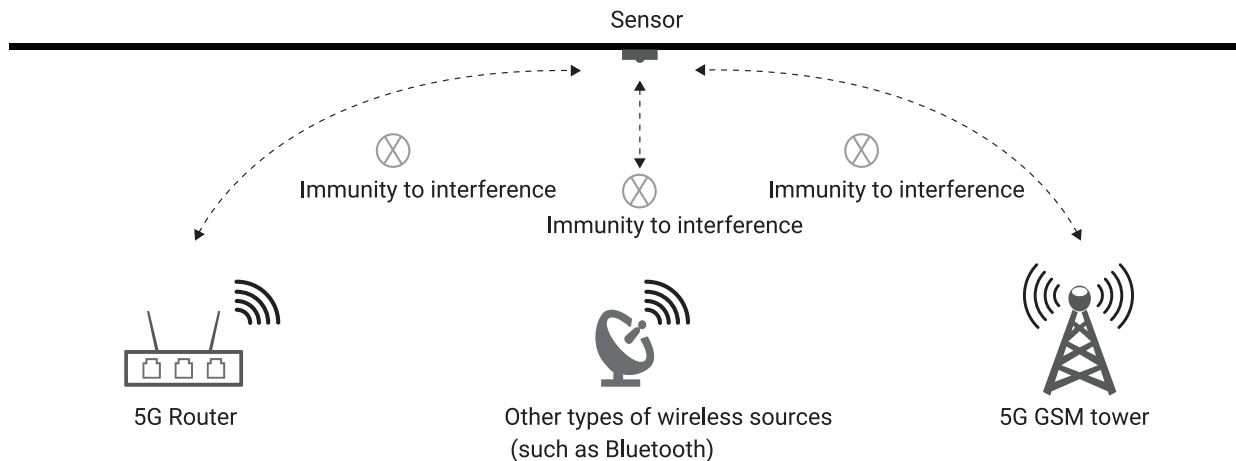 Sensor
Immunity to interference
Immunity to interference
Immunity to interference
5G Router
Other types of wireless sources
(such as Bluetooth)
5G GSM tower